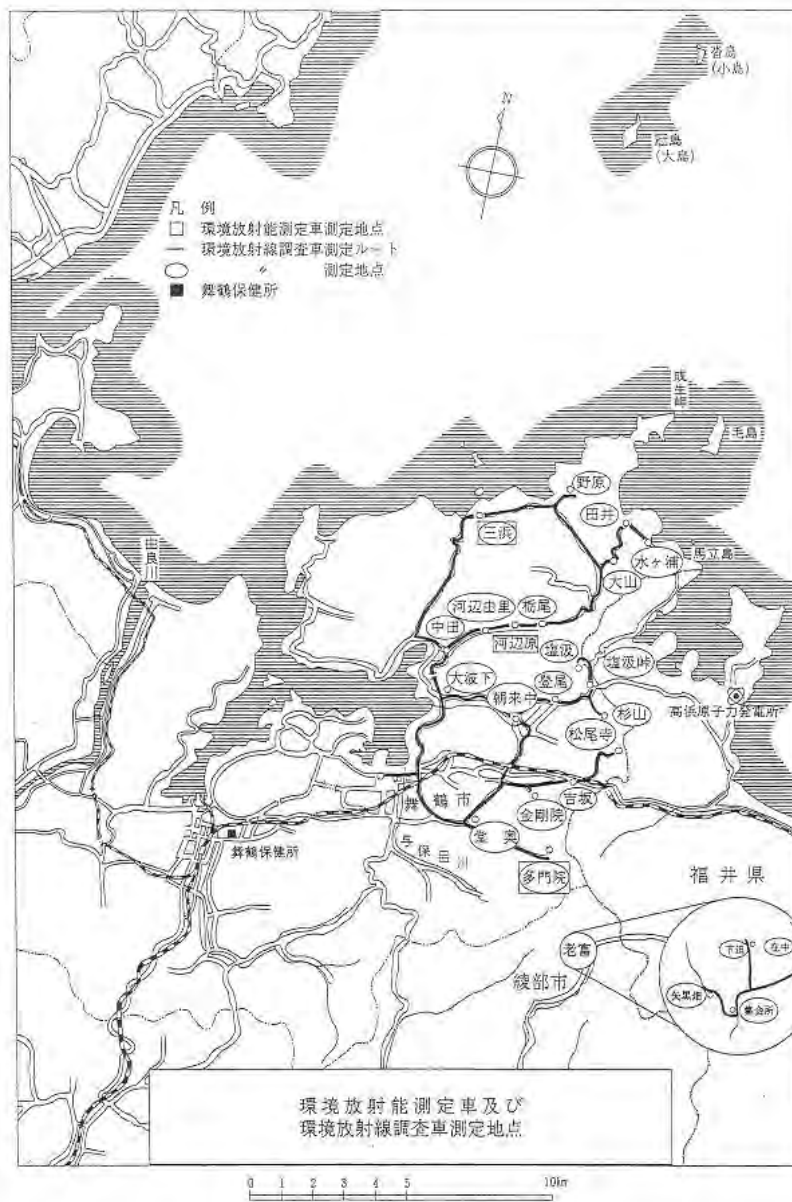 沓島
(小島)
冠島
(大島)
N
凡 例
環境放射能測定車測定地点
環境放射線調査車測定ルート
〃 測定地点
舞鶴保健所
成生岬
毛島
野原
田井
三浜
馬立島
水ヶ浦
大山
由良川
河辺由里
栃尾
中田
河辺原
塩汲
塩汲峠
大波下
朝来中
登尾
杉山
高浜原子力発電所
松尾寺
舞鶴市
吉坂
金剛院
舞鶴保健所
与保呂川
堂奥
多門院
福井県
老富
綾部市
在中
矢黒畑
集会所
環境放射能測定車及び
環境放射線調査車測定地点
0 1 2 3 4 5 10km